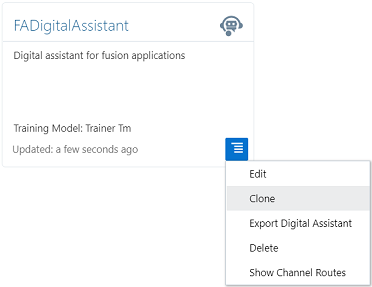 FADigitalAssistant
Digital assistant for fusion applications
Training Model: Trainer Tm
Updated: a few seconds ago
Edit
Clone
Export Digital Assistant
Delete
Show Channel Routes